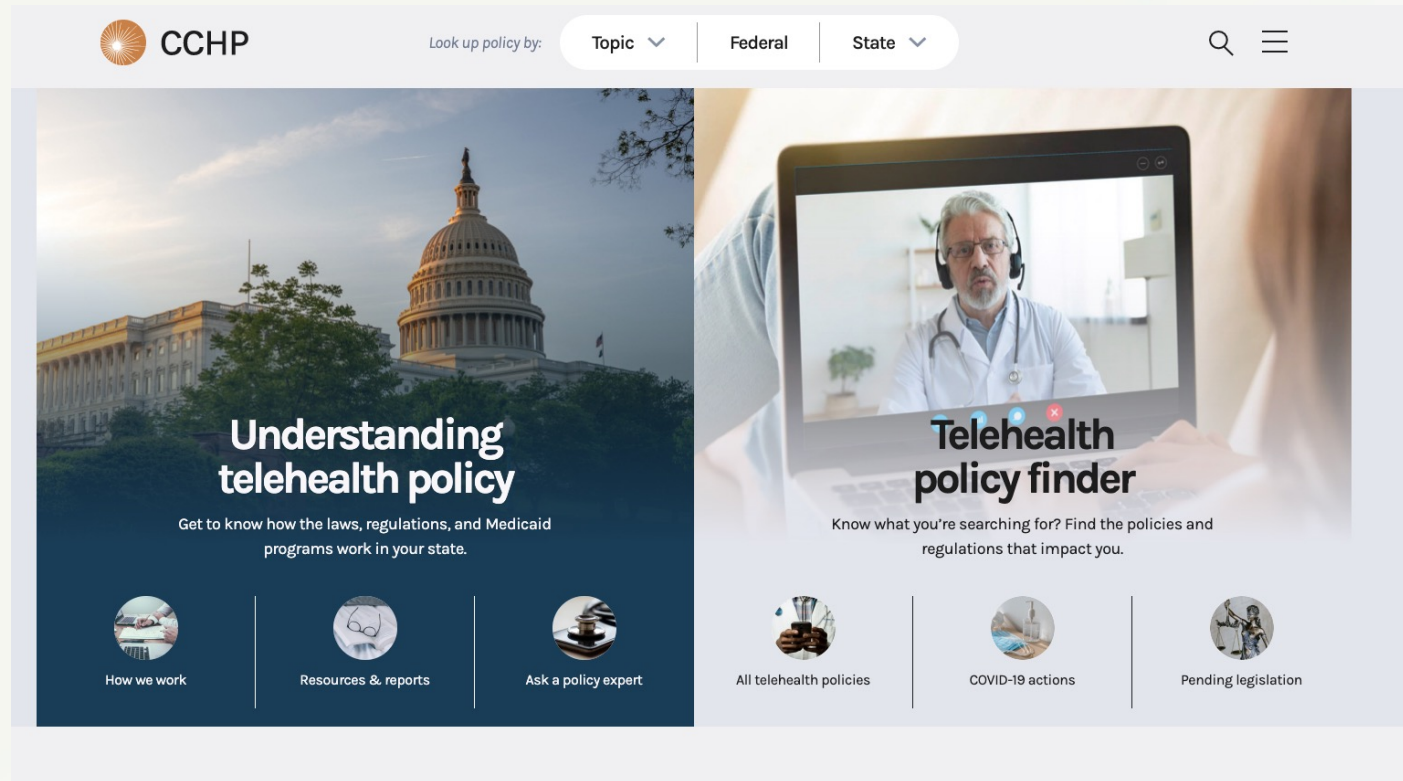 CCHP
Look up policy by:
Topic
Federal
State
Understanding
telehealth policy
Get to know how the laws, regulations, and Medicaid
programs work in your state.
How we work
Resources & reports
Ask a policy expert
Telehealth
policy finder
Know what you’re searching for? Find the policies and
regulations that impact you.
All telehealth policies
COVID-19 actions
Pending legislation